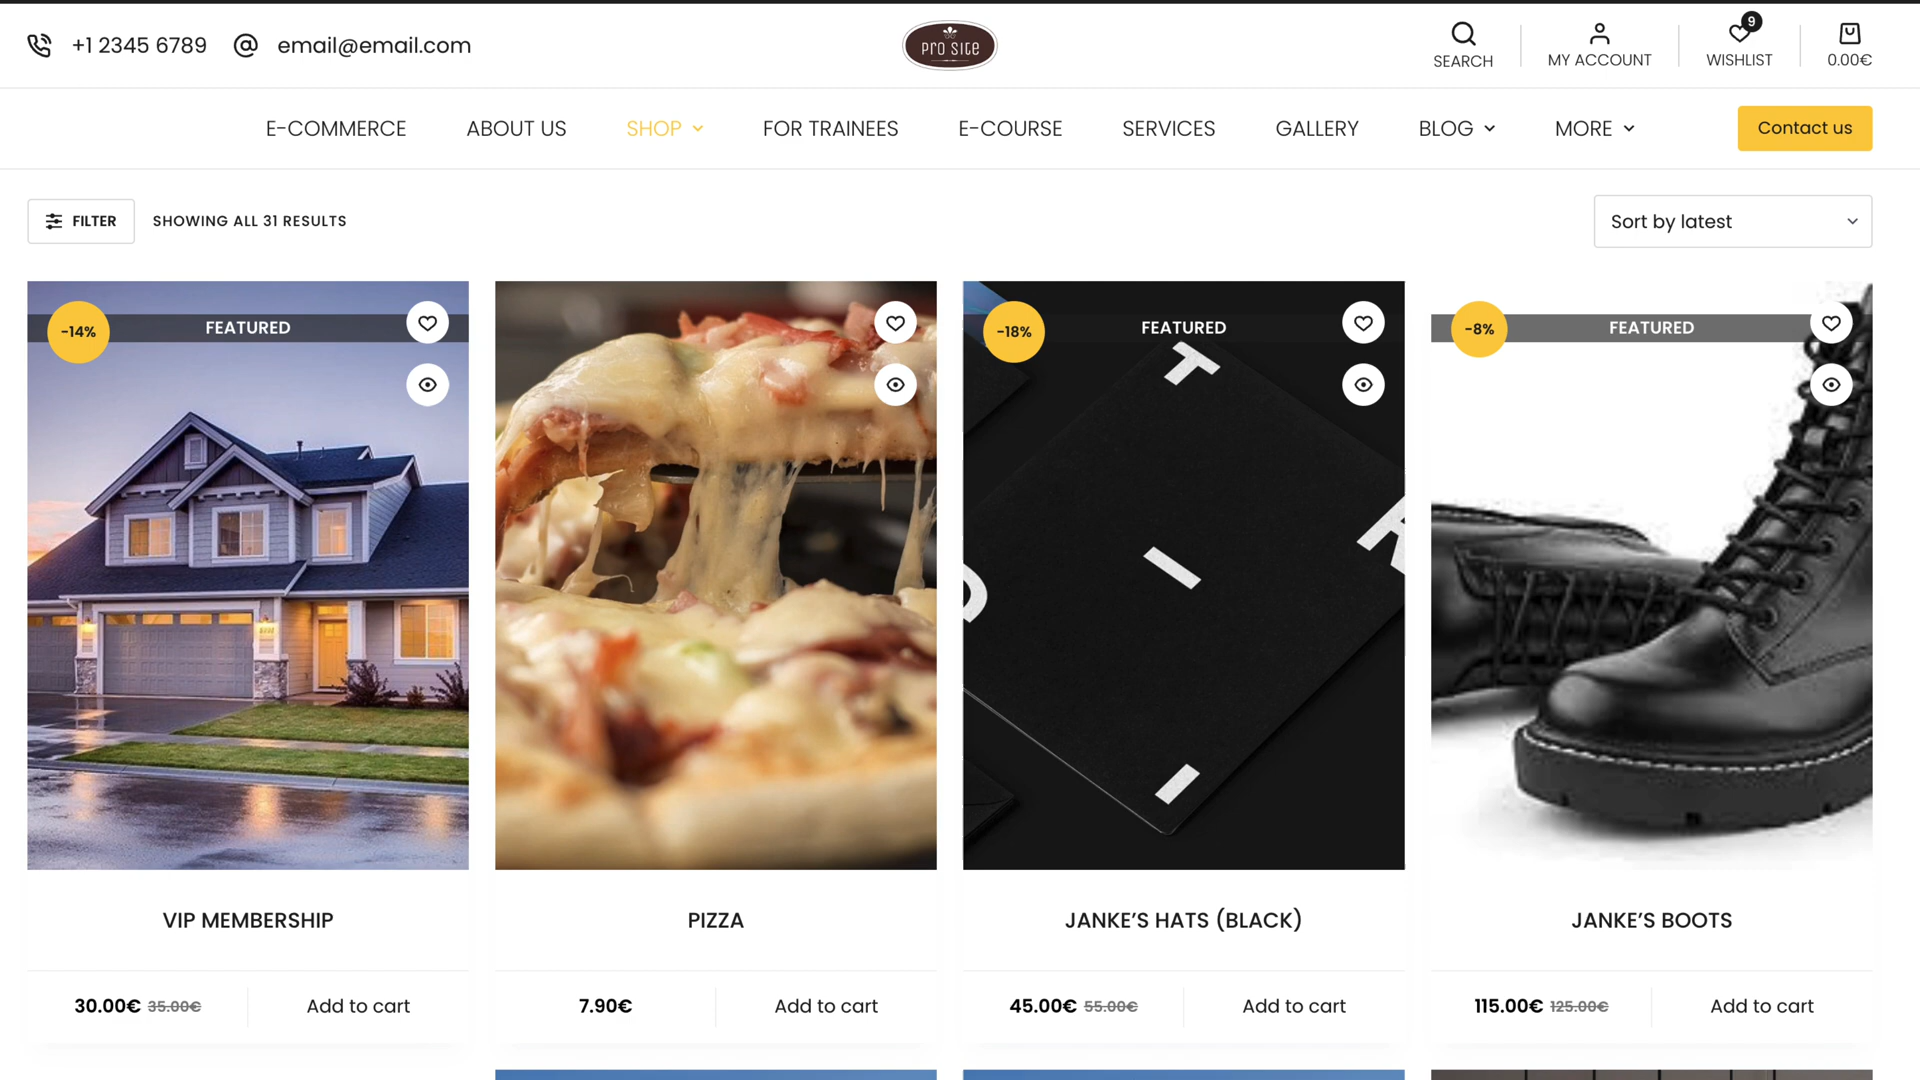 +1 2345 6789
email@email.com
Pro Site
SEARCH
MY ACCOUNT
9
WISHLIST
0.00€
E-COMMERCE
ABOUT US
SHOP
FOR TRAINEES
E-COURSE
SERVICES
GALLERY
BLOG
MORE
Contact us
FILTER
SHOWING ALL 31 RESULTS
Sort by latest
-14%
FEATURED
-18%
FEATURED
-8%
FEATURED
VIP MEMBERSHIP
PIZZA
JANKE’S HATS (BLACK)
JANKE’S BOOTS
30.00€ 35.00€
Add to cart
7.90€
Add to cart
45.00€ 55.00€
Add to cart
115.00€ 125.00€
Add to cart